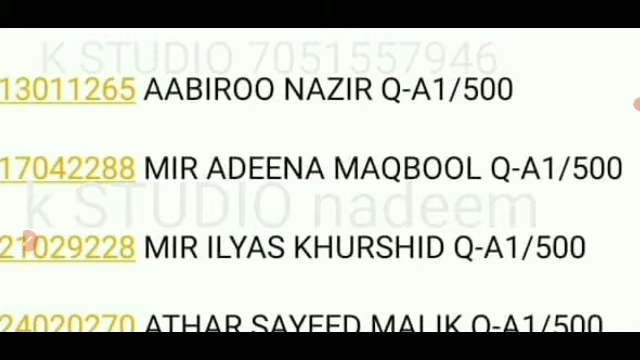 K STUDIO 7051557946
13011265 AABIROO NAZIR Q-A1/500
17042288 MIR ADEENA MAQBOOL Q-A1/500
k STUDIO nadeem
21029228 MIR ILYAS KHURSHID Q-A1/500
24020270 ATHAR SAYEED MALIK Q-A1/500